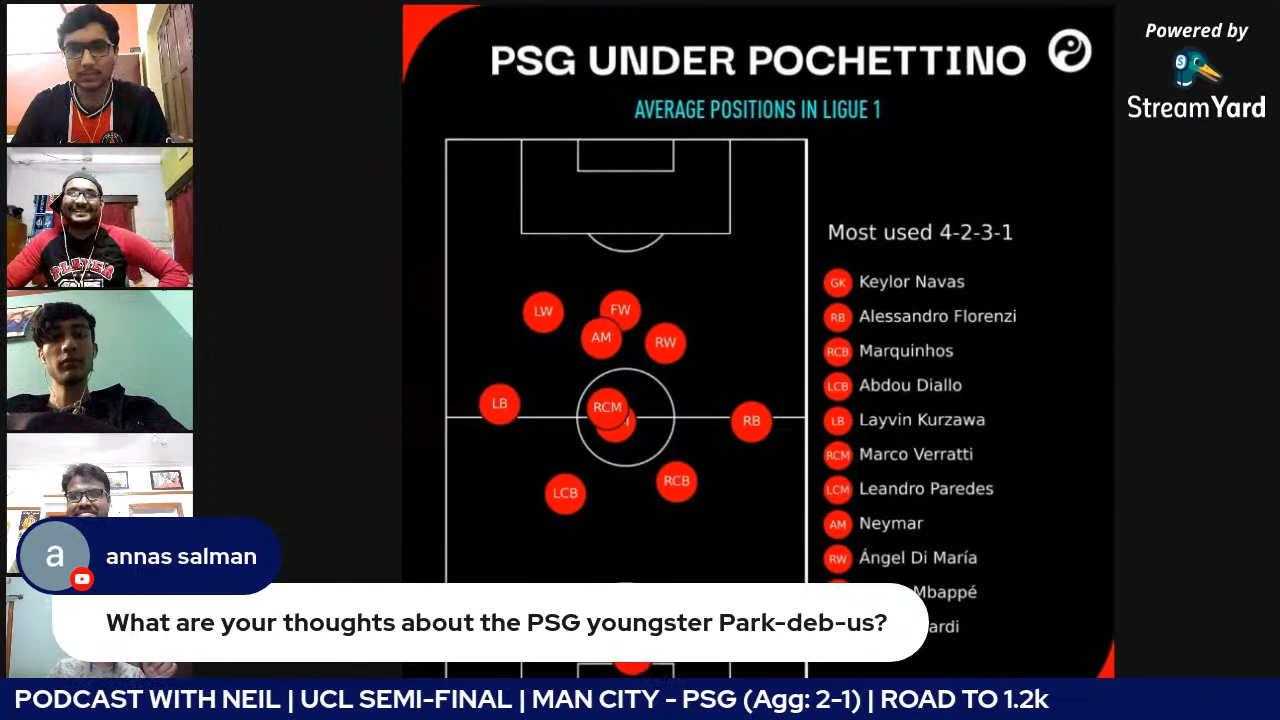 PSG UNDER POCHETTINO
AVERAGE POSITIONS IN LIGUE 1
Powered by
StreamYard
Most used 4-2-3-1
GK Keylor Navas
RB Alessandro Florenzi
RCB Marquinhos
LCB Abdou Diallo
LB Layvin Kurzawa
RCM Marco Verratti
LCM Leandro Paredes
AM Neymar
RW Ángel Di María
Mbappé
ardi
LW
FW
AM
RW
LB
RCM
RB
LCB
RCB
a
annas salman
What are your thoughts about the PSG youngster Park-deb-us?
PODCAST WITH NEIL | UCL SEMI-FINAL | MAN CITY - PSG (Agg: 2-1) | ROAD TO 1.2k